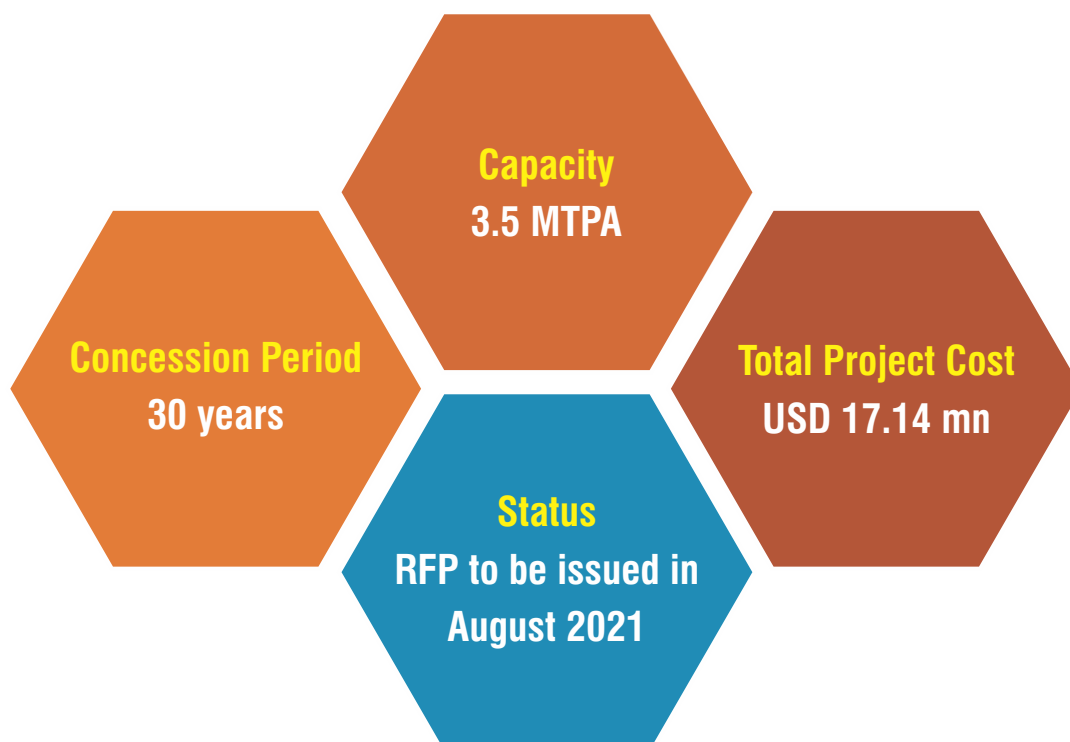 Capacity
3.5 MTPA
Concession Period
30 years
Total Project Cost
USD 17.14 mn
Status
RFP to be issued in
August 2021